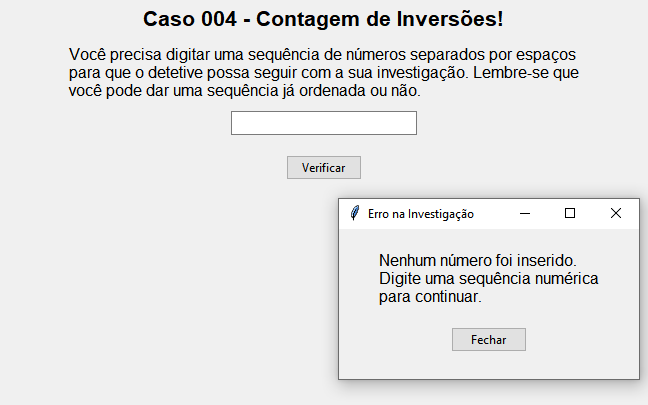 Caso 004 - Contagem de Inversões!
Você precisa digitar uma sequência de números separados por espaços
para que o detetive possa seguir com a sua investigação. Lembre-se que
você pode dar uma sequência já ordenada ou não.
Verificar
Erro na Investigação
Nenhum número foi inserido.
Digite uma sequência numérica
para continuar.
Fechar